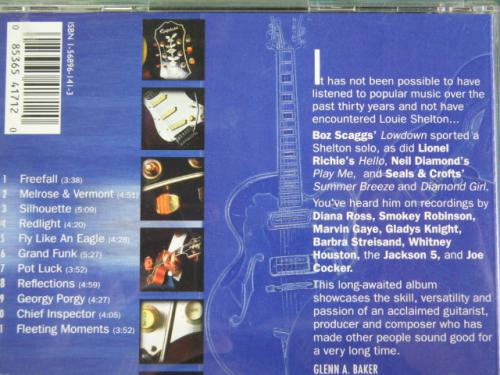 ISBN 1-56896-141-3
0 85365 41712 0
1 Freefall (3:38)
2 Melrose & Vermont (4:51)
3 Silhouette (5:09)
4 Redlight (4:20)
5 Fly Like An Eagle (4:28)
6 Grand Funk (5:27)
7 Pot Luck (3:52)
8 Reflections (4:59)
9 Georgy Porgy (4:39)
0 Chief Inspector (4:05)
1 Fleeting Moments (3:52)
It has not been possible to have
listened to popular music over the
past thirty years and not have
encountered Louie Shelton...
Boz Scaggs' Lowdown sported a
Shelton solo, as did Lionel
Richie's Hello, Neil Diamond's
Play Me, and Seals & Crofts'
Summer Breeze and Diamond Girl.
You've heard him on recordings by
Diana Ross, Smokey Robinson,
Marvin Gaye, Gladys Knight,
Barbra Streisand, Whitney
Houston, the Jackson 5, and Joe
Cocker.
This long-awaited album
showcases the skill, versatility and
passion of an acclaimed guitarist,
producer and composer who has
made other people sound good for
a very long time.
GLENN A. BAKER